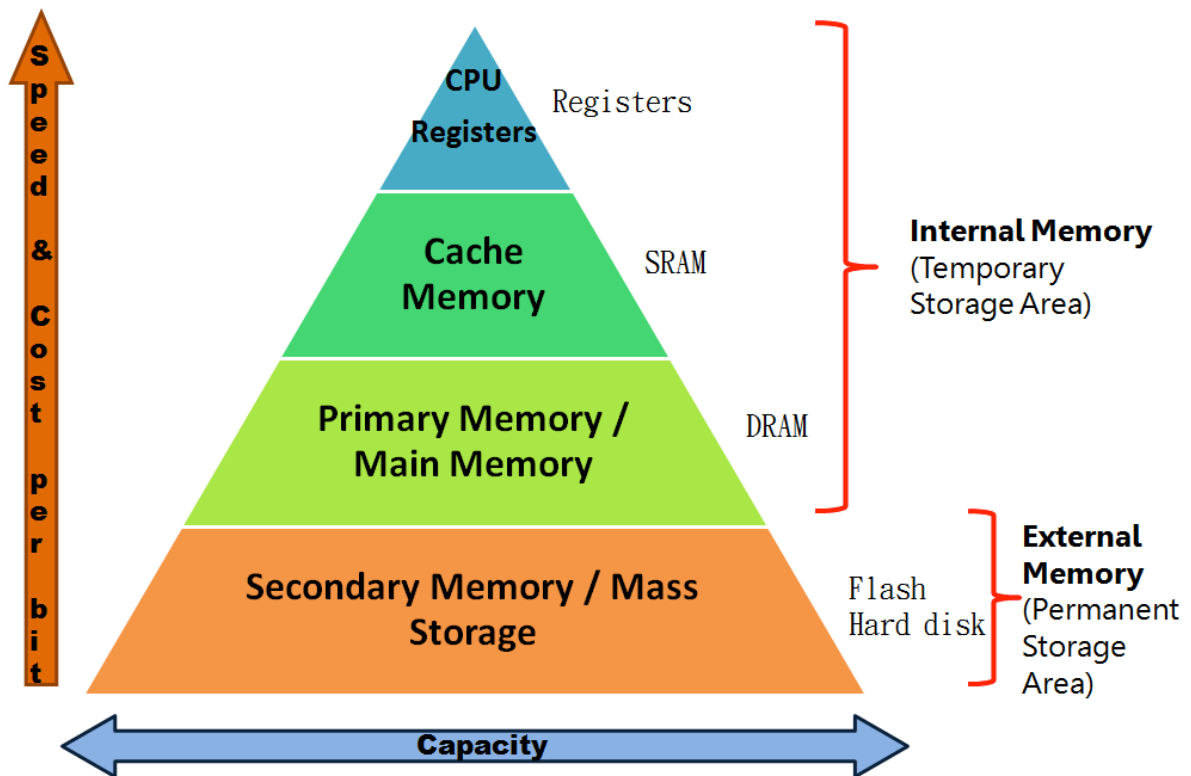 Speed & Cost per bit
CPU
Registers
Registers
Cache
Memory
SRAM
Primary Memory /
Main Memory
DRAM
Internal Memory
(Temporary
Storage Area)
Secondary Memory / Mass
Storage
Flash
Hard disk
External
Memory
(Permanent
Storage
Area)
Capacity